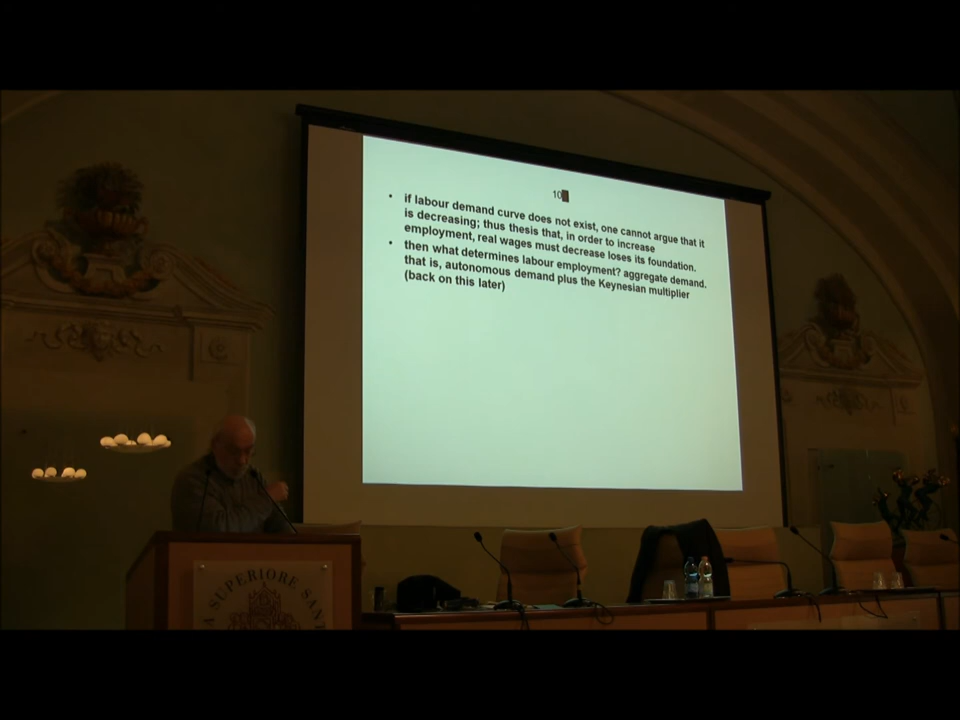 10
• if labour demand curve does not exist, one cannot argue that it
is decreasing; thus thesis that, in order to increase
employment, real wages must decrease loses its foundation.
• then what determines labour employment? aggregate demand.
that is, autonomous demand plus the Keynesian multiplier
(back on this later)
A SUPERIORE SANT